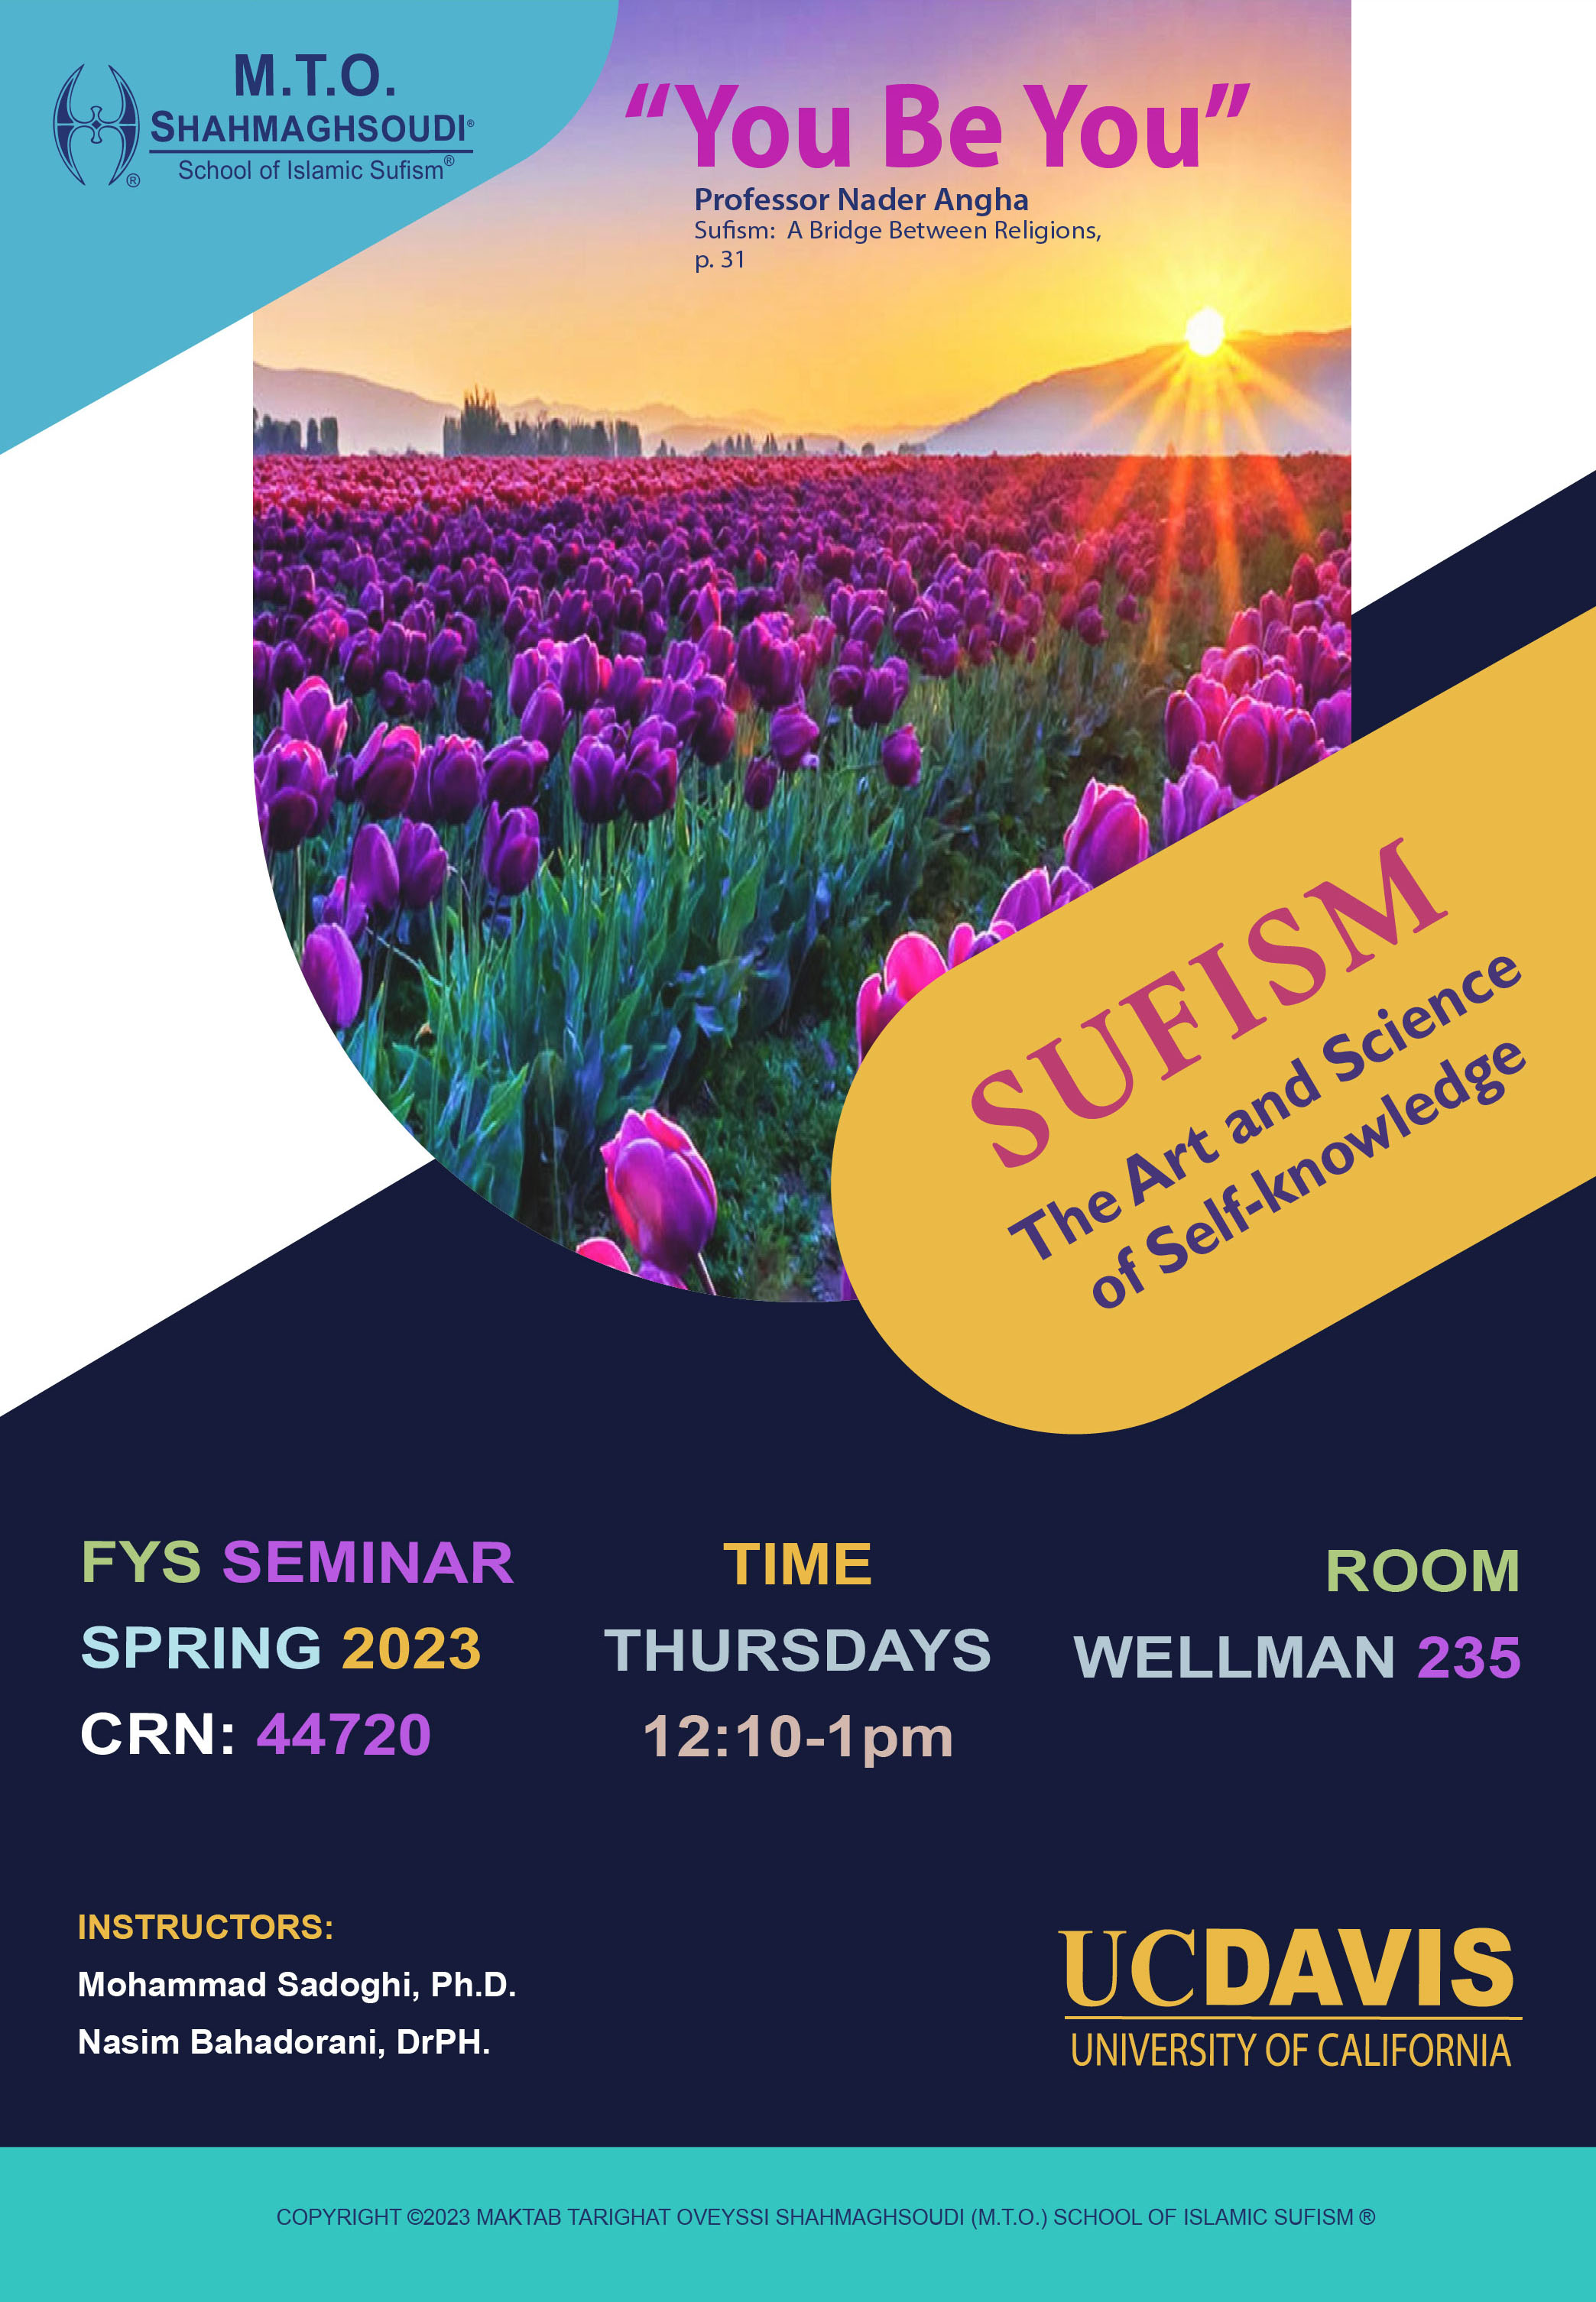 M.T.O.
SHAHMAGHSOUDI®
School of Islamic Sufism®
®
“You Be You”
Professor Nader Angha
Sufism: A Bridge Between Religions,
p. 31
SUFISM
The Art and Science
of Self-knowledge
FYS SEMINAR
SPRING 2023
CRN: 44720
TIME
THURSDAYS
12:10-1pm
ROOM
WELLMAN 235
INSTRUCTORS:
Mohammad Sadoghi, Ph.D.
Nasim Bahadorani, DrPH.
UCDAVIS
UNIVERSITY OF CALIFORNIA
COPYRIGHT ©2023 MAKTAB TARIGHAT OVEYSSI SHAHMAGHSOUDI (M.T.O.) SCHOOL OF ISLAMIC SUFISM ®